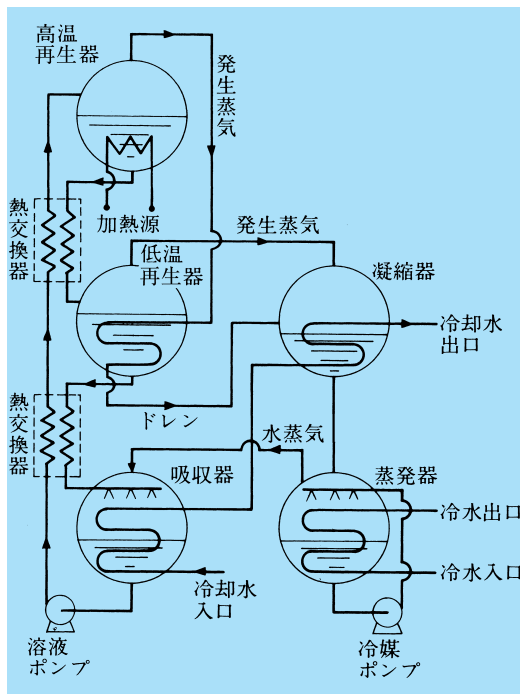 高温
再生器
発生蒸気
熱交換器
加熱源
発生蒸気
低温
再生器
凝縮器
冷却水
出口
熱交換器
ドレン
水蒸気
吸収器
蒸発器
冷水出口
冷却水
入口
冷水入口
溶液
ポンプ
冷媒
ポンプ